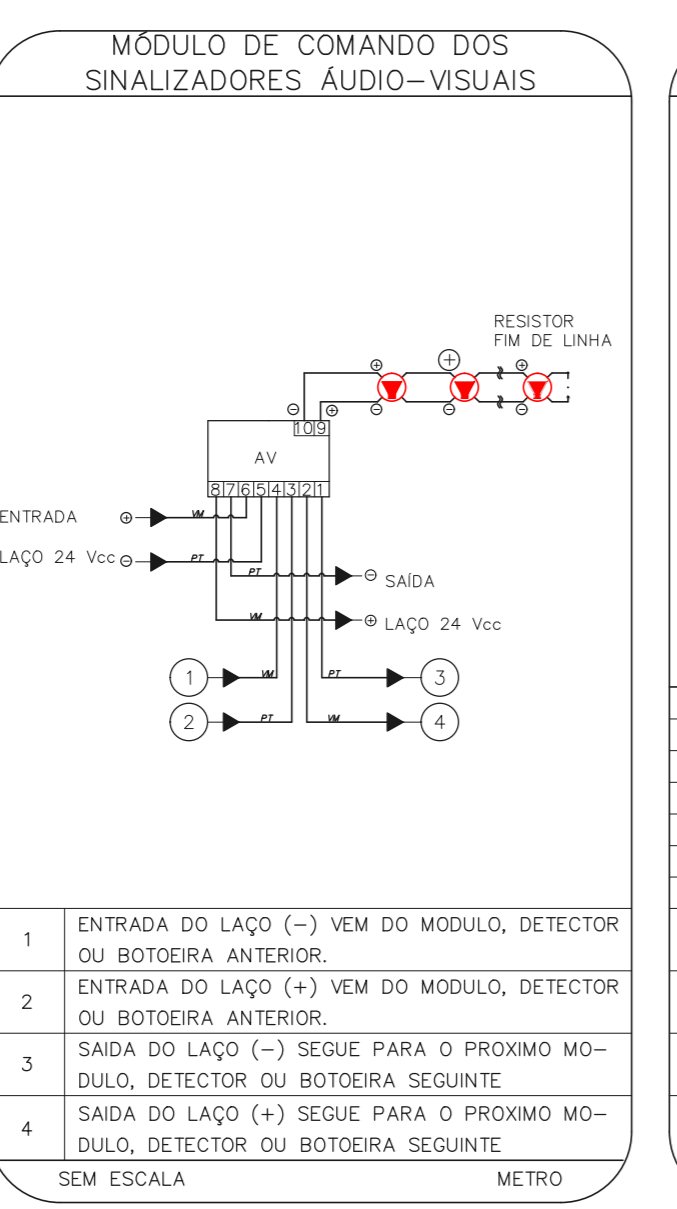 MÓDULO DE COMANDO DOS
SINALIZADORES ÁUDIO-VISUAIS
RESISTOR
FIM DE LINHA
+ + +
- - -
- +
10 9
AV
8 7 6 5 4 3 2 1
ENTRADA + VM
LAÇO 24 Vcc - PT
PT - SAÍDA
VM + LAÇO 24 Vcc
1 VM PT 3
2 PT VM 4
1 ENTRADA DO LAÇO (-) VEM DO MODULO, DETECTOR
OU BOTOEIRA ANTERIOR.
2 ENTRADA DO LAÇO (+) VEM DO MODULO, DETECTOR
OU BOTOEIRA ANTERIOR.
3 SAIDA DO LAÇO (-) SEGUE PARA O PROXIMO MO-
DULO, DETECTOR OU BOTOEIRA SEGUINTE
4 SAIDA DO LAÇO (+) SEGUE PARA O PROXIMO MO-
DULO, DETECTOR OU BOTOEIRA SEGUINTE
SEM ESCALA METRO